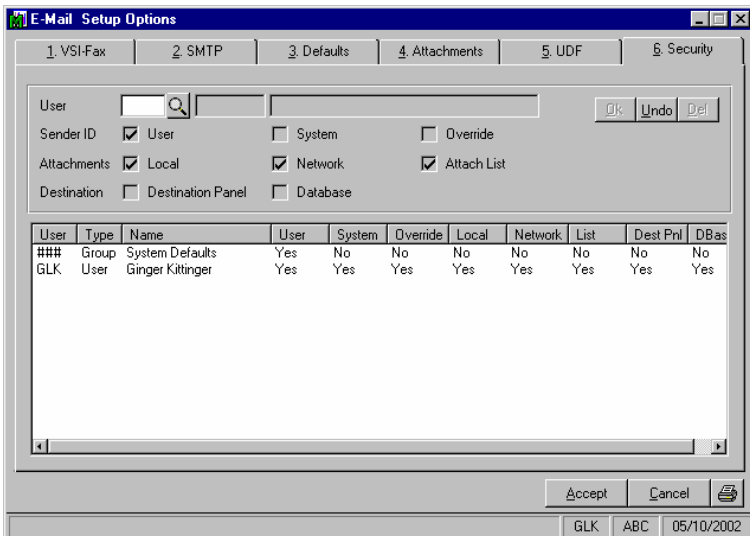 E-Mail Setup Options
1. VSI-Fax 2. SMTP 3. Defaults 4. Attachments 5. UDF 6. Security
User Ok Undo Del
Sender ID User System Override
Attachments Local Network Attach List
Destination Destination Panel Database
User Type Name User System Override Local Network List Dest Pnl DBas
### Group System Defaults Yes No No No No No No No
GLK User Ginger Kittinger Yes Yes Yes Yes Yes Yes Yes Yes
Accept Cancel
GLK ABC 05/10/2002